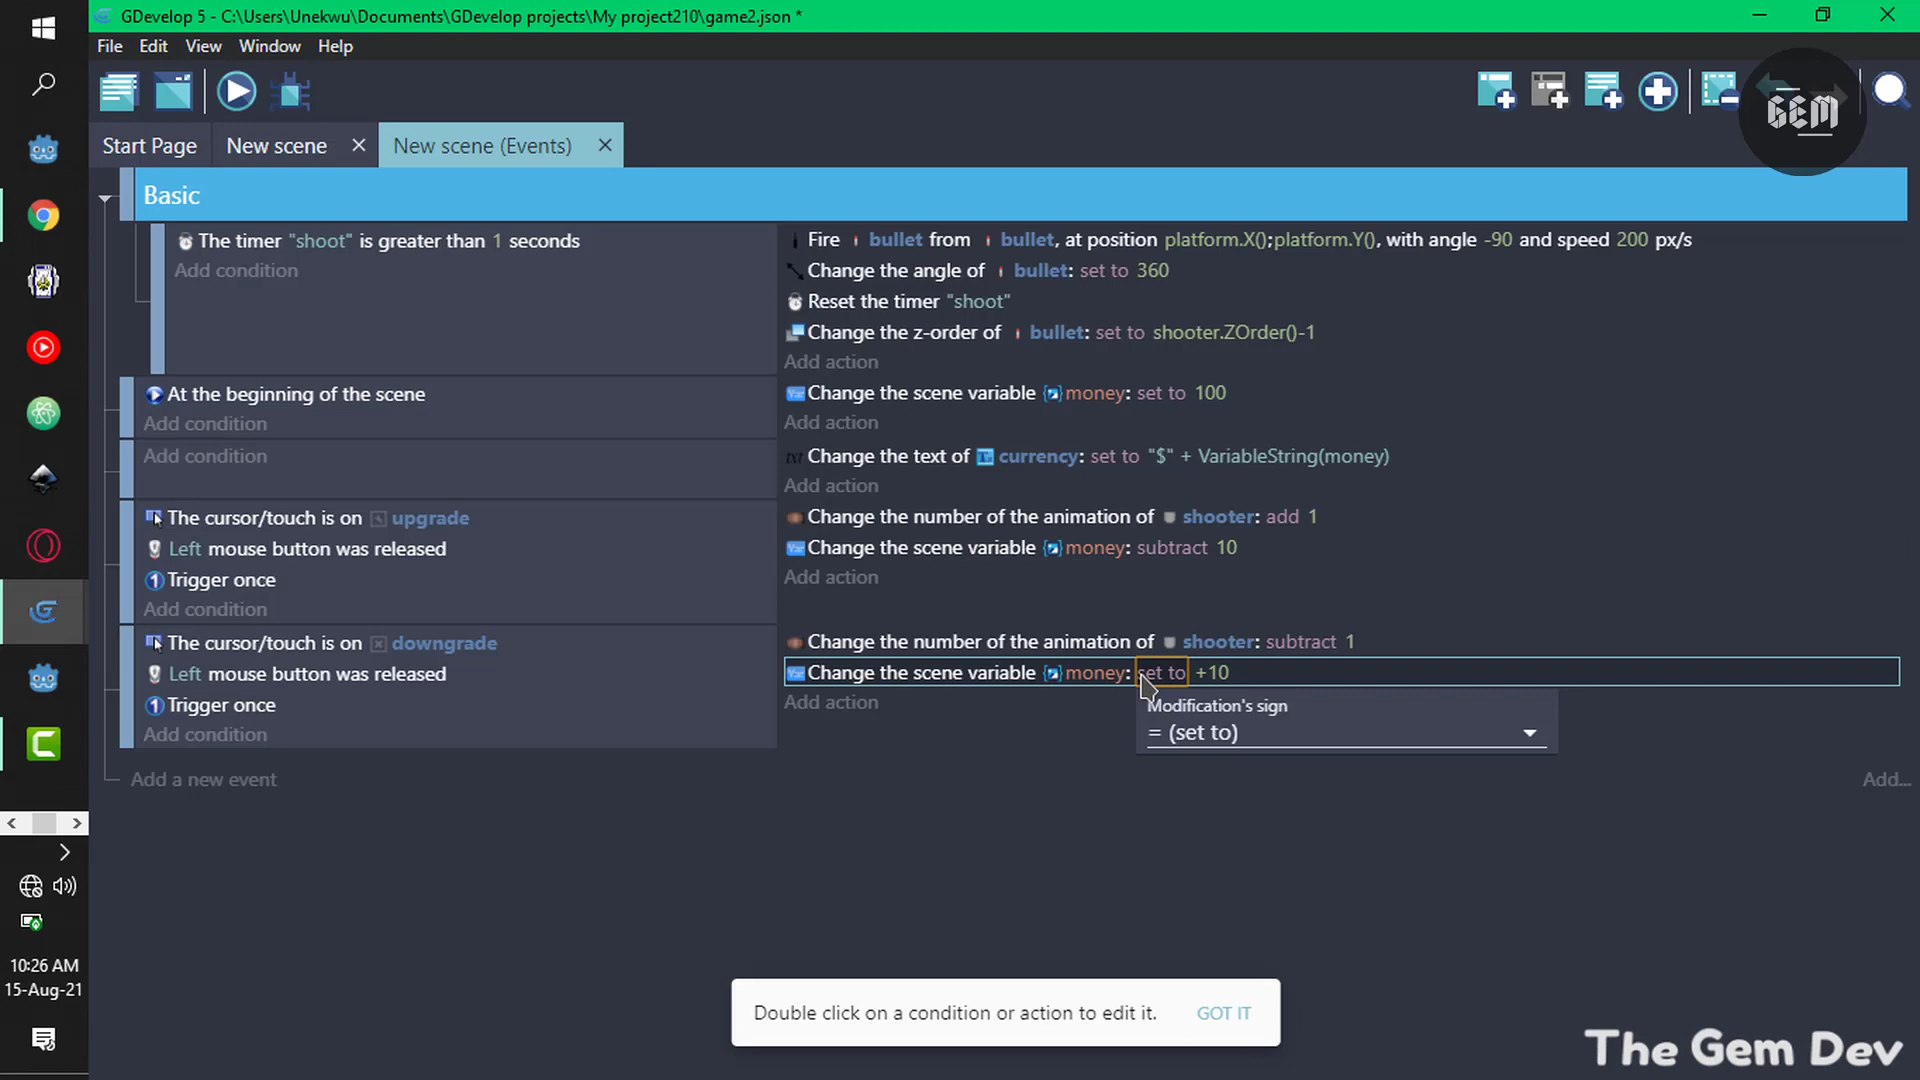 GDevelop 5 - C:\Users\Unekwu\Documents\GDevelop projects\My project210\game2.json *
File Edit View Window Help
GEM
Start Page New scene New scene (Events)
Basic
The timer "shoot" is greater than 1 seconds
Add condition
Fire bullet from bullet, at position platform.X();platform.Y(), with angle -90 and speed 200 px/s
Change the angle of bullet: set to 360
Reset the timer "shoot"
Change the z-order of bullet: set to shooter.ZOrder()-1
Add action
At the beginning of the scene
Add condition
Change the scene variable money: set to 100
Add action
Add condition
Change the text of currency: set to "$" + VariableString(money)
Add action
The cursor/touch is on upgrade
Left mouse button was released
Trigger once
Add condition
Change the number of the animation of shooter: add 1
Change the scene variable money: subtract 10
Add action
The cursor/touch is on downgrade
Left mouse button was released
Trigger once
Add condition
Change the number of the animation of shooter: subtract 1
Change the scene variable money: set to +10
Add action
Modification's sign
= (set to)
Add a new event
Add...
10:26 AM
15-Aug-21
Double click on a condition or action to edit it. GOT IT
The Gem Dev